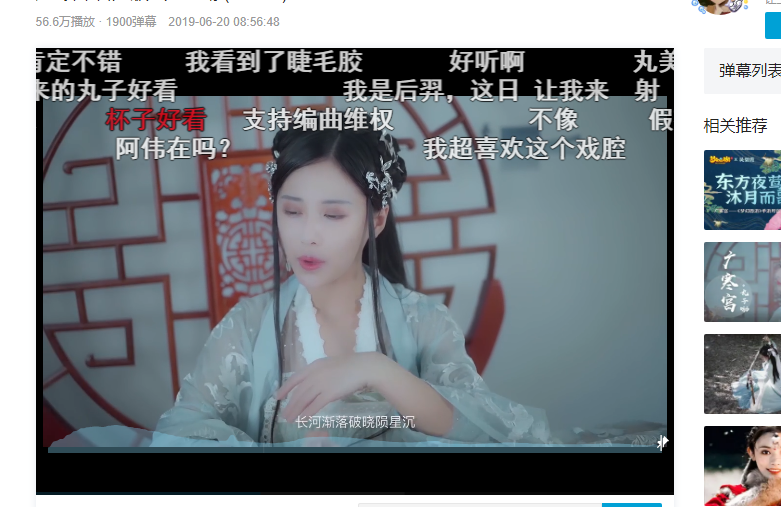 56.6万播放 · 1900弹幕 2019-06-20 08:56:48
肯定不错 我看到了睫毛胶 好听啊 丸美
来的丸子好看 我是后羿，这日 让我来 射
杯子好看 支持编曲维权 不像 假
阿伟在吗？ 我超喜欢这个戏腔
长河渐落破晓陨星沉
弹幕列表
相关推荐
东方夜莺
沐月而
广寒宫